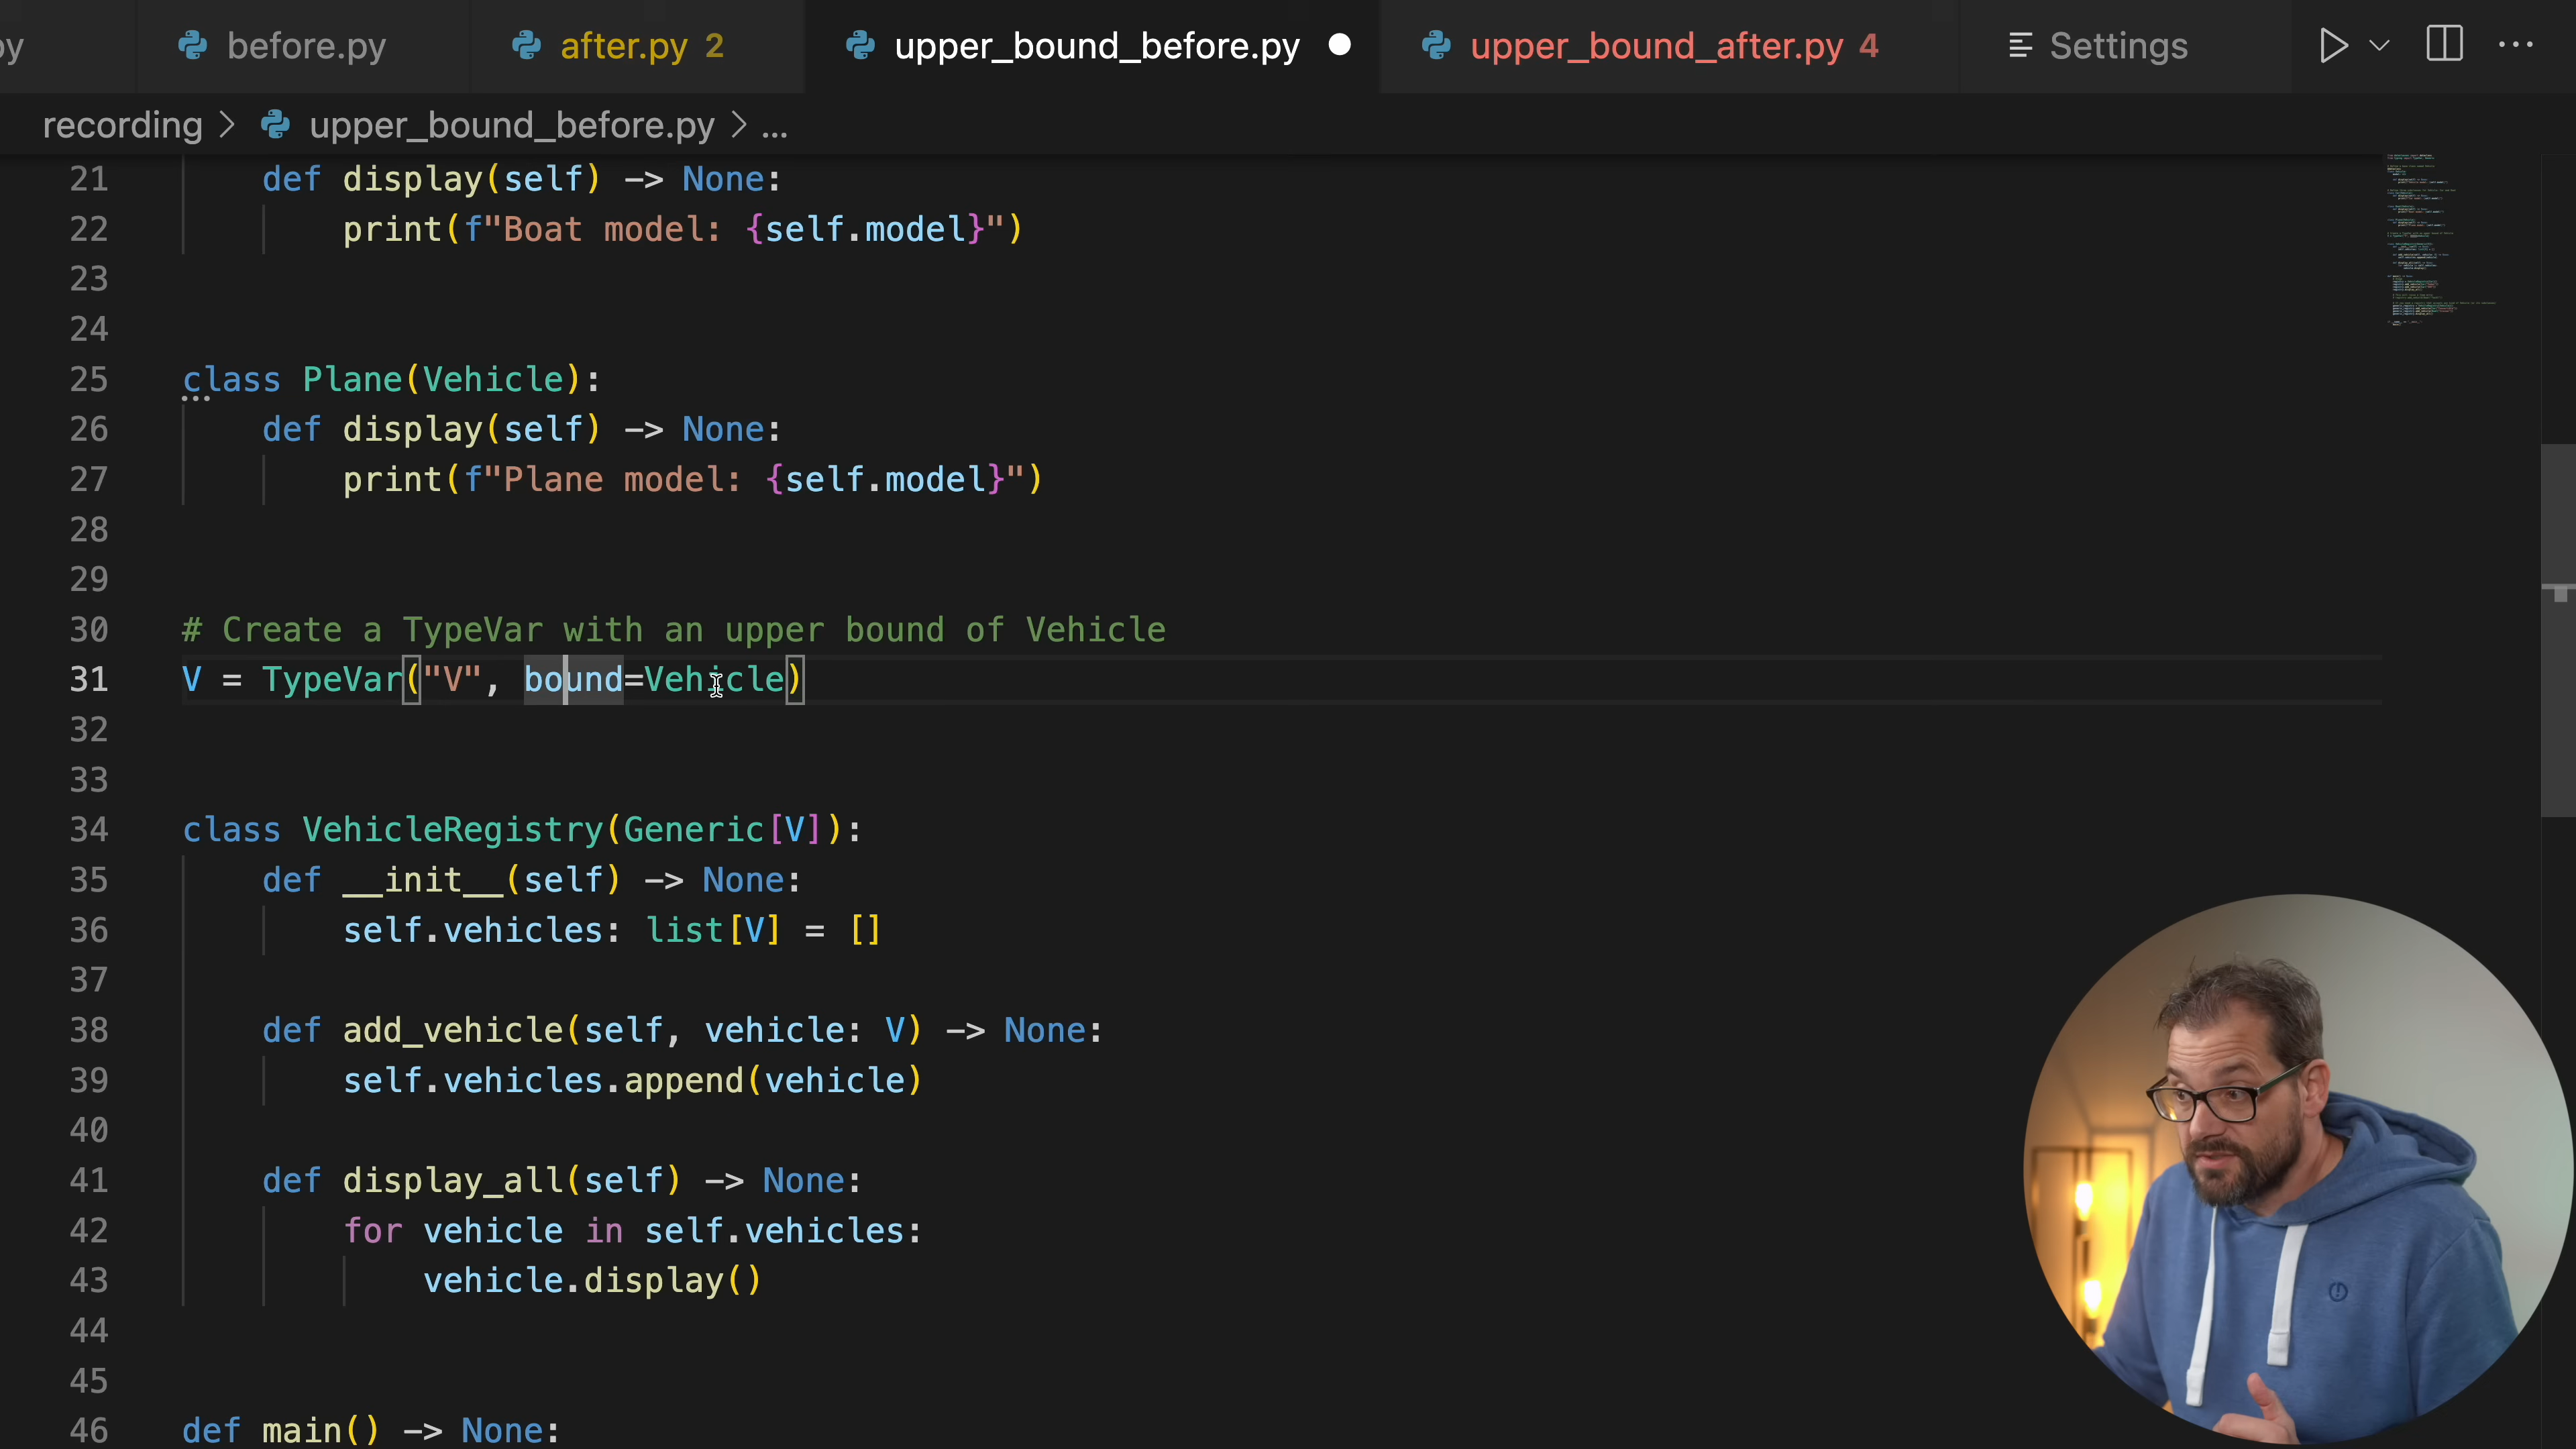 py before.py after.py 2 upper_bound_before.py upper_bound_after.py 4 Settings
recording > upper_bound_before.py > ...
21 def display(self) -> None:
22 print(f"Boat model: {self.model}")
23
24
25 class Plane(Vehicle):
26 def display(self) -> None:
27 print(f"Plane model: {self.model}")
28
29
30 # Create a TypeVar with an upper bound of Vehicle
31 V = TypeVar("V", bound=Vehicle)
32
33
34 class VehicleRegistry(Generic[V]):
35 def __init__(self) -> None:
36 self.vehicles: list[V] = []
37
38 def add_vehicle(self, vehicle: V) -> None:
39 self.vehicles.append(vehicle)
40
41 def display_all(self) -> None:
42 for vehicle in self.vehicles:
43 vehicle.display()
44
45
46 def main() -> None: